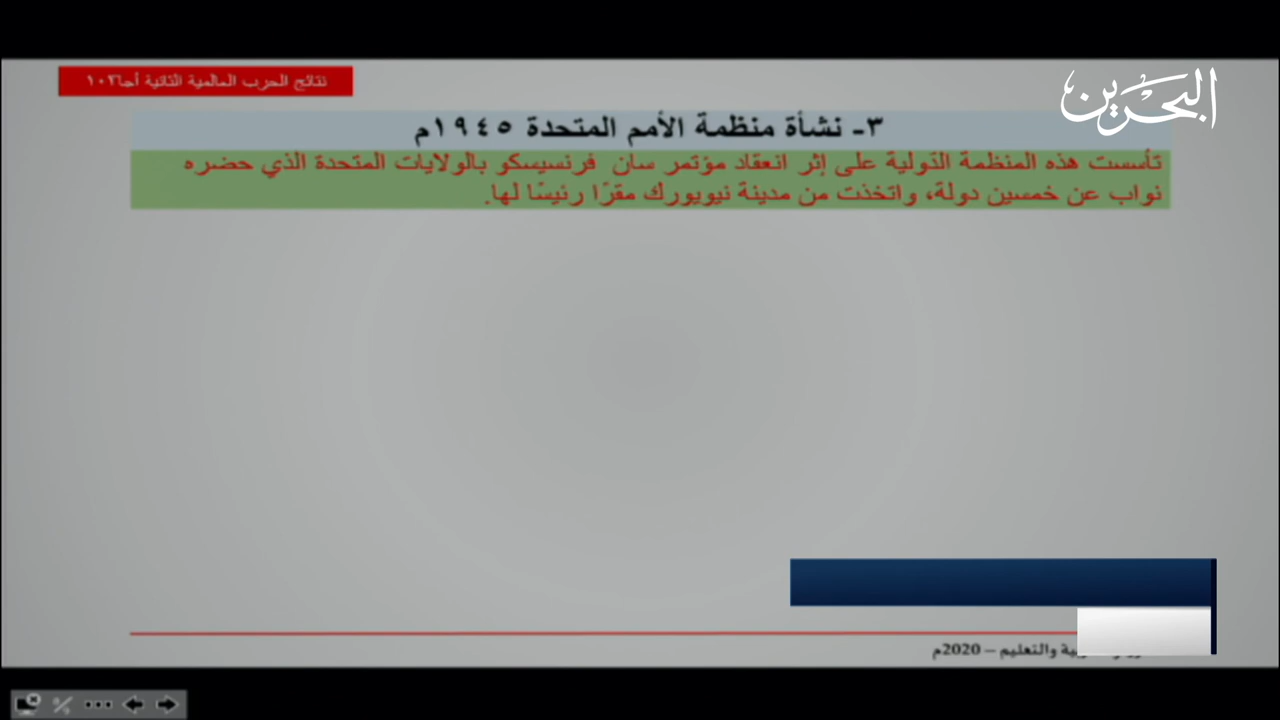 نتائج الحرب العالمية الثانية أجا١٠٢
البحرين
٣- نشأة منظمة الأمم المتحدة ١٩٤٥م
تأسست هذه المنظمة الدولية على إثر انعقاد مؤتمر سان فرنسيسكو بالولايات المتحدة الذي حضره
نواب عن خمسين دولة، واتخذت من مدينة نيويورك مقرًا رئيسًا لها.
والتعليم – 2020م